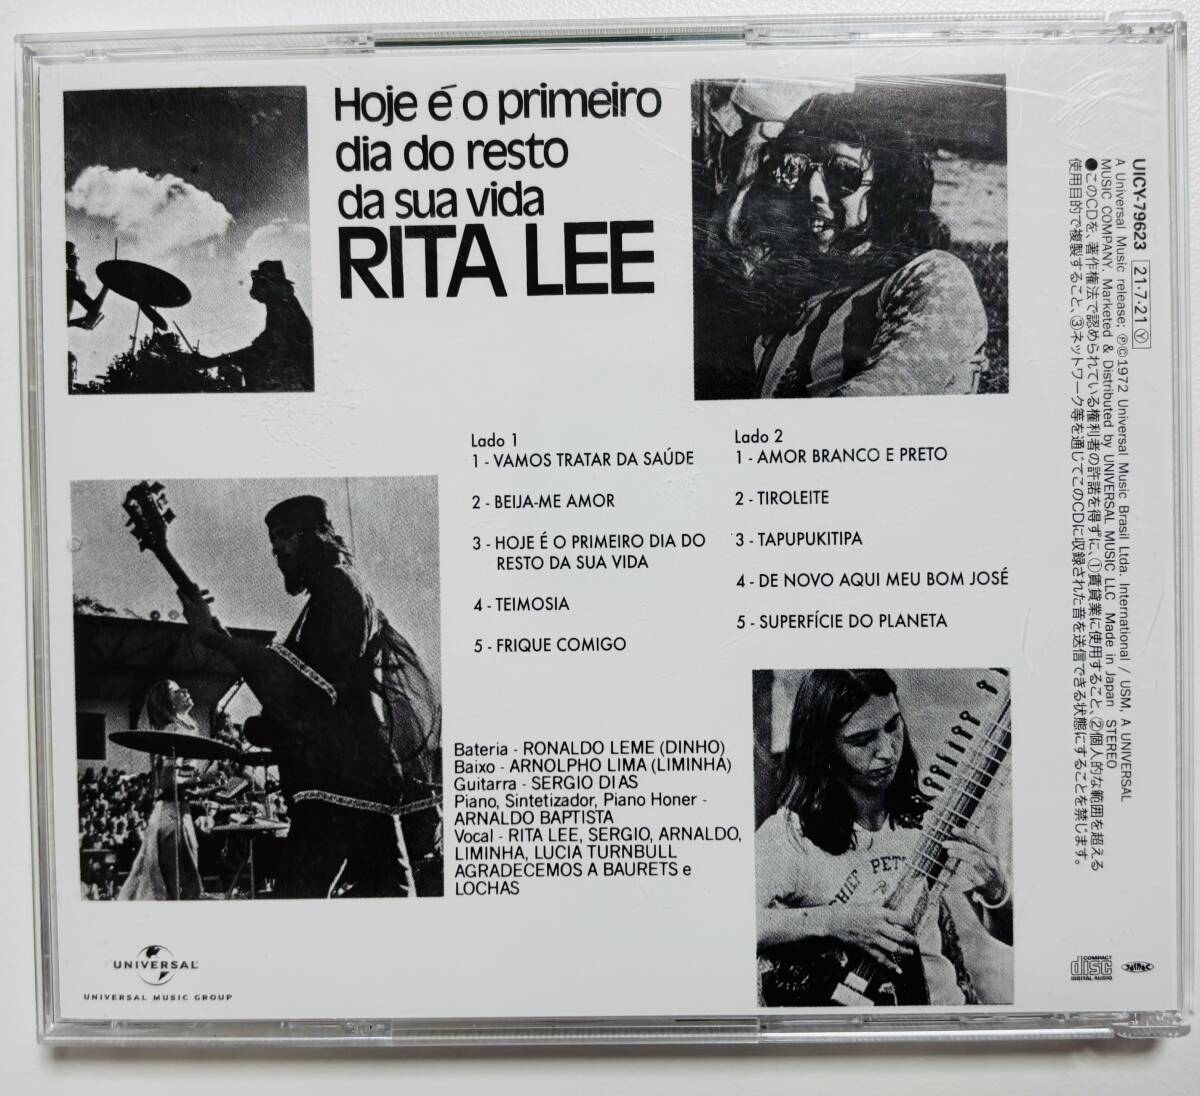 Hoje é o primeiro
dia do resto
da sua vida
RITA LEE
Lado 1
1 - VAMOS TRATAR DA SAÚDE
2 - BEIJA-ME AMOR
3 - HOJE É O PRIMEIRO DIA DO
RESTO DA SUA VIDA
4 - TEIMOSIA
5 - FRIQUE COMIGO
Lado 2
1 - AMOR BRANCO E PRETO
2 - TIROLEITE
3 - TAPUPUKITIPA
4 - DE NOVO AQUI MEU BOM JOSÉ
5 - SUPERFÍCIE DO PLANETA
Bateria - RONALDO LEME (DINHO)
Baixo - ARNOLPHO LIMA (LIMINHA)
Guitarra - SERGIO DIAS
Piano, Sintetizador, Piano Honer -
ARNALDO BAPTISTA
Vocal - RITA LEE, SERGIO, ARNALDO,
LIMINHA, LUCIA TURNBULL
AGRADECEMOS A BAURETS e
LOCHAS
CHIEF PETE
UNIVERSAL
UNIVERSAL MUSIC GROUP
UICY-79623 21・7・21 Ⓨ
A Universal Music release; ℗©1972 Universal Music Brasil Ltda. International / USM, A UNIVERSAL
MUSIC COMPANY. Marketed & Distributed by UNIVERSAL MUSIC LLC Made in Japan STEREO
●このCDを、著作権法で認められている権利者の許諾を得ずに、①賃貸業に使用すること、②個人的な範囲を超える
使用目的で複製すること、③ネットワーク等を通じてこのCDに収録された音を送信できる状態にすることを禁じます。
COMPACT
disc
DIGITAL AUDIO